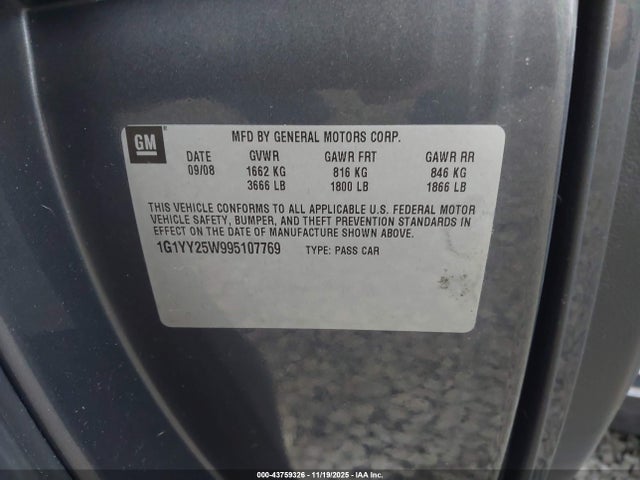 GM
MFD BY GENERAL MOTORS CORP.
DATE GVWR GAWR FRT GAWR RR
09/08 1662 KG 816 KG 846 KG
3666 LB 1800 LB 1866 LB
THIS VEHICLE CONFORMS TO ALL APPLICABLE U.S. FEDERAL MOTOR
VEHICLE SAFETY, BUMPER, AND THEFT PREVENTION STANDARDS IN
EFFECT ON THE DATE OF MANUFACTURE SHOWN ABOVE.
1G1YY25W995107769 TYPE: PASS CAR
000-43759326 11/19/2025 IAA